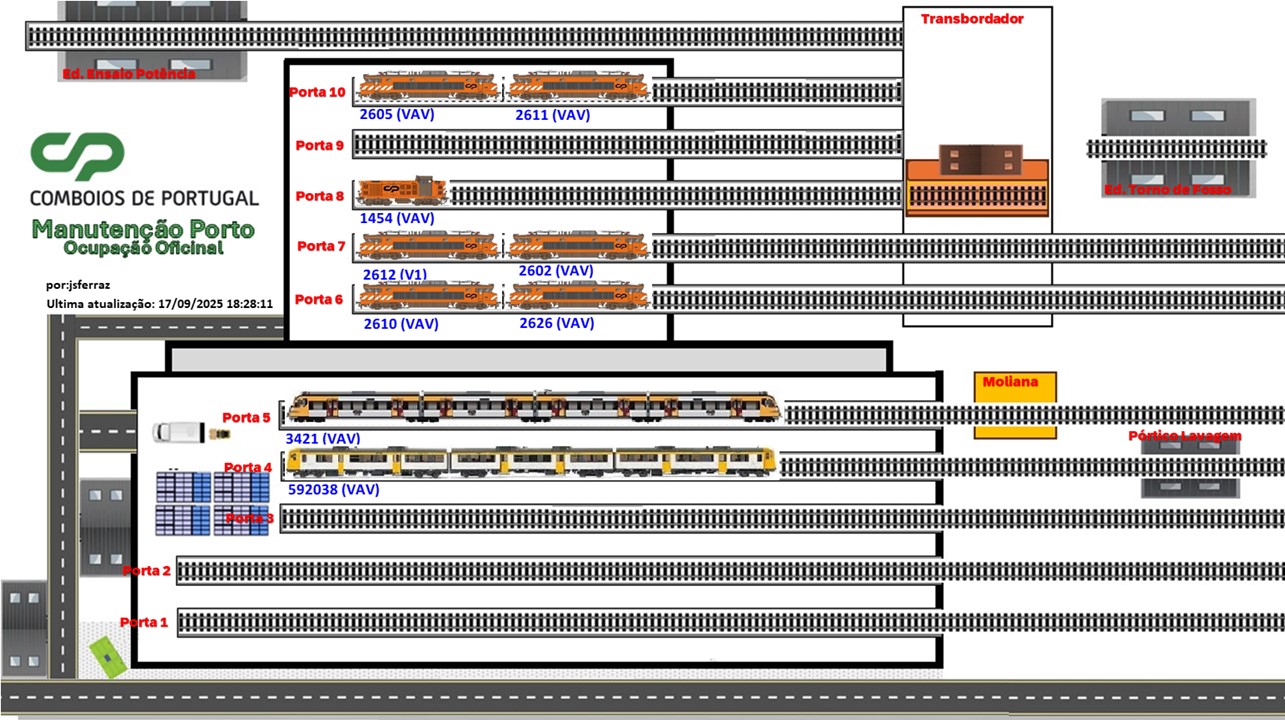 Transbordador
Ed. Ensaio Potência
Porta 10
2605 (VAV)
2611 (VAV)
Porta 9
Ed. Torno de Fosso
Porta 8
1454 (VAV)
CP
COMBOIOS DE PORTUGAL
Manutenção Porto
Ocupação Oficinal
Porta 7
2612 (V1)
2602 (VAV)
por:jsferraz
Ultima atualização: 17/09/2025 18:28:11
Porta 6
2610 (VAV)
2626 (VAV)
Moliana
Porta 5
3421 (VAV)
Pórtico Lavagem
Porta 4
592038 (VAV)
Porta 3
Porta 2
Porta 1